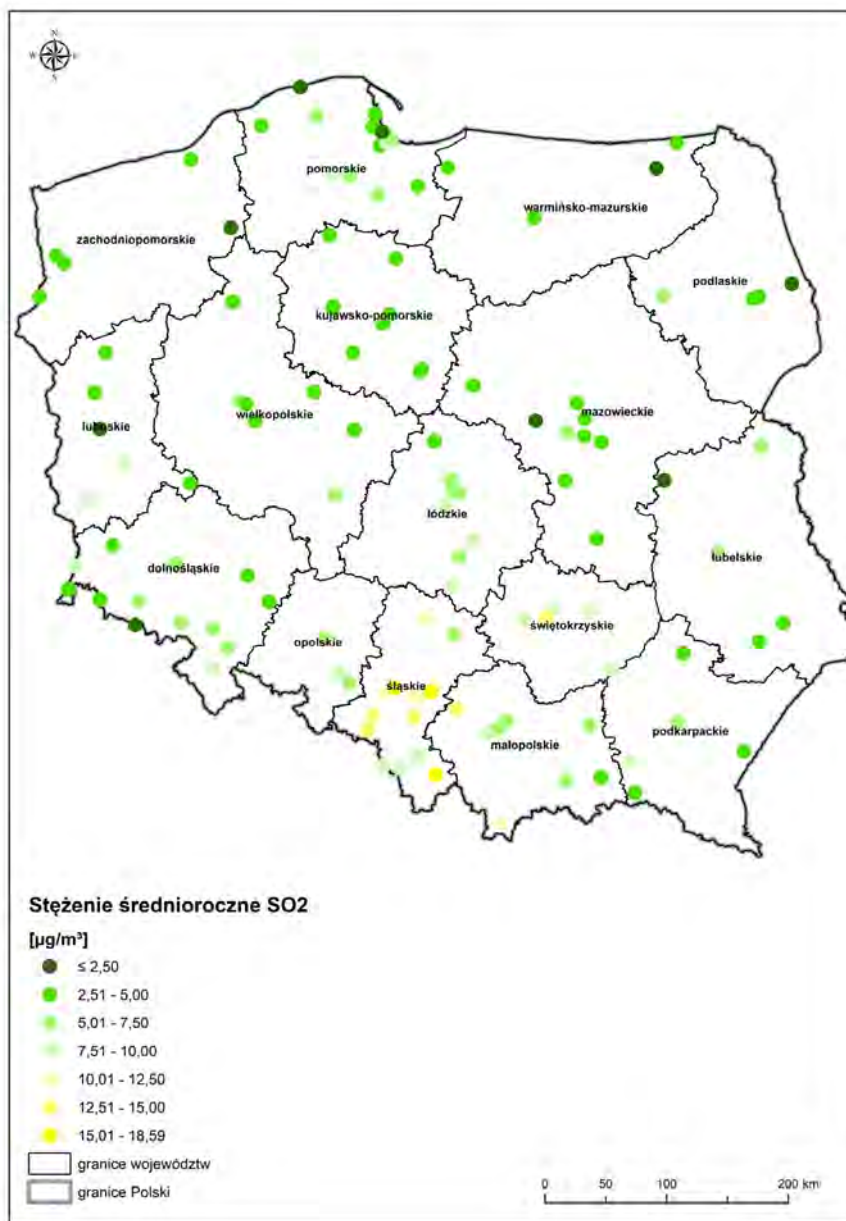 N
W E
S
pomorskie
warmińsko-mazurskie
zachodniopomorskie
podlaskie
kujawsko-pomorskie
mazowieckie
wielkopolskie
lubuskie
łódzkie
lubelskie
dolnośląskie
świętokrzyskie
opolskie
śląskie
podkarpackie
małopolskie
Stężenie średnioroczne SO2
[µg/m³]
≤ 2,50
2,51 - 5,00
5,01 - 7,50
7,51 - 10,00
10,01 - 12,50
12,51 - 15,00
15,01 - 18,59
granice województw
granice Polski
0 50 100 200 km